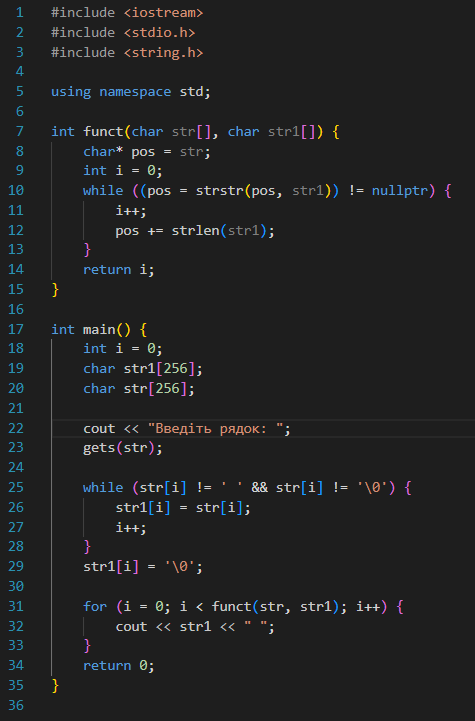 1 #include <iostream>
2 #include <stdio.h>
3 #include <string.h>
4
5 using namespace std;
6
7 int funct(char str[], char str1[]) {
8     char* pos = str;
9     int i = 0;
10     while ((pos = strstr(pos, str1)) != nullptr) {
11         i++;
12         pos += strlen(str1);
13     }
14     return i;
15 }
16
17 int main() {
18     int i = 0;
19     char str1[256];
20     char str[256];
21
22     cout << "Введіть рядок: ";
23     gets(str);
24
25     while (str[i] != ' ' && str[i] != '\0') {
26         str1[i] = str[i];
27         i++;
28     }
29     str1[i] = '\0';
30
31     for (i = 0; i < funct(str, str1); i++) {
32         cout << str1 << " ";
33     }
34     return 0;
35 }
36